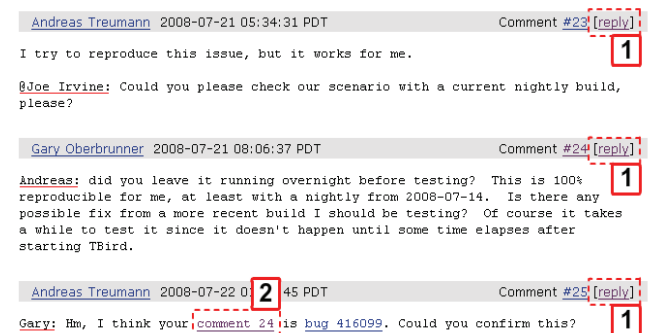 Andreas Treumann 2008-07-21 05:34:31 PDT Comment #23 [reply]
1
I try to reproduce this issue, but it works for me.
@Joe Irvine: Could you please check our scenario with a current nightly build,
please?
Gary Oberbrunner 2008-07-21 08:06:37 PDT Comment #24 [reply]
1
Andreas: did you leave it running overnight before testing? This is 100%
reproducible for me, at least with a nightly from 2008-07-14. Is there any
possible fix from a more recent build I should be testing? Of course it takes
a while to test it since it doesn't happen until some time elapses after
starting TBird.
Andreas Treumann 2008-07-22 2 45 PDT Comment #25 [reply]
1
Gary: Hm, I think your comment 24 is bug 416099. Could you confirm this?